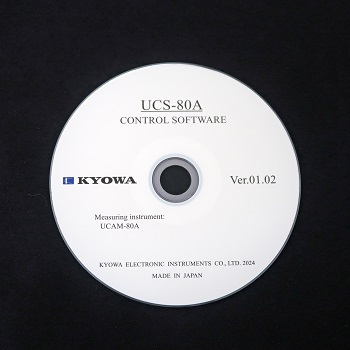 UCS-80A
CONTROL SOFTWARE
KYOWA
Ver.01.02
Measuring instrument:
UCAM-80A
KYOWA ELECTRONIC INSTRUMENTS CO., LTD. 2024
MADE IN JAPAN